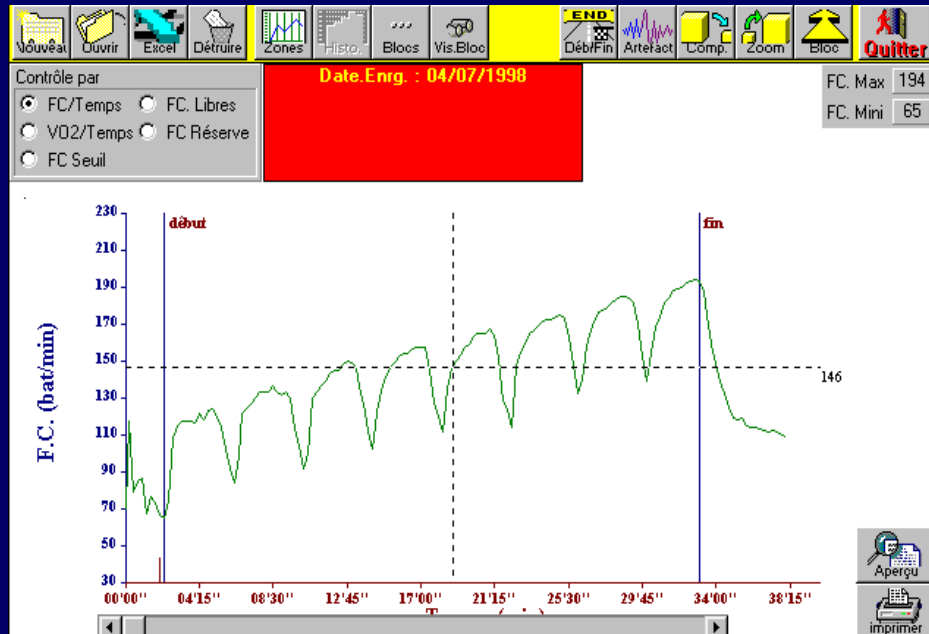 Nouveau Ouvrir Excel Détruire Zones Histo. Blocs Vis.Bloc END Déb/Fin Artefact Comp. Zoom Bloc Quitter
Contrôle par
FC/Temps FC. Libres
VO2/Temps FC Réserve
FC Seuil
Date.Enrg. : 04/07/1998
FC. Max 194
FC. Mini 65
début fin
230
210
190
170
150
130
110
90
70
50
30
F.C. (bat/min)
146
00'00'' 04'15'' 08'30'' 12'45'' 17'00'' 21'15'' 25'30'' 29'45'' 34'00'' 38'15''
Aperçu
imprimer